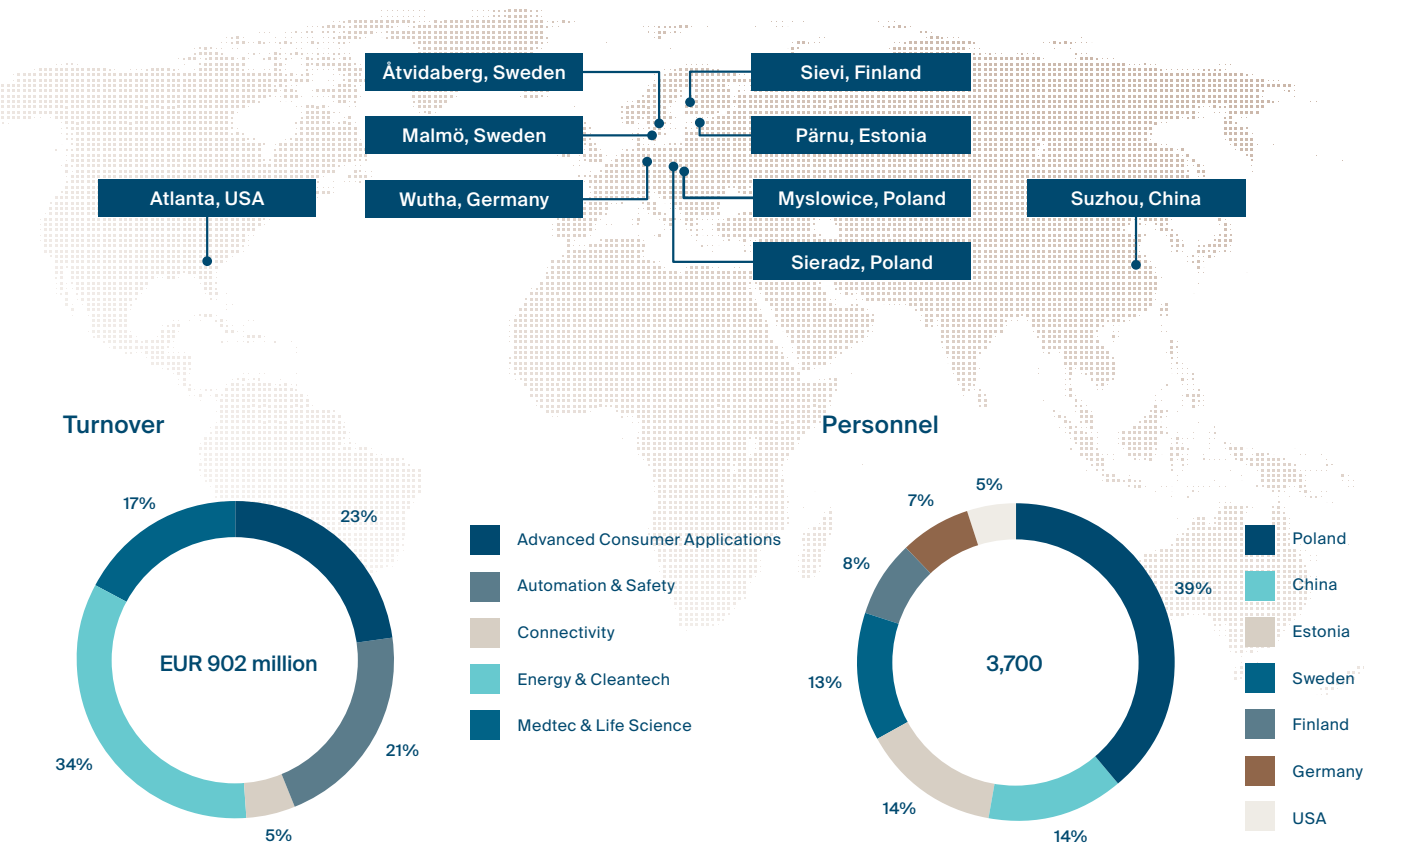 Åtvidaberg, Sweden
Sievi, Finland
Malmö, Sweden
Pärnu, Estonia
Atlanta, USA
Wutha, Germany
Myslowice, Poland
Suzhou, China
Sieradz, Poland
Turnover
17%
23%
EUR 902 million
34%
21%
5%
Advanced Consumer Applications
Automation & Safety
Connectivity
Energy & Cleantech
Medtec & Life Science
Personnel
5%
7%
8%
39%
3,700
13%
14%
14%
Poland
China
Estonia
Sweden
Finland
Germany
USA